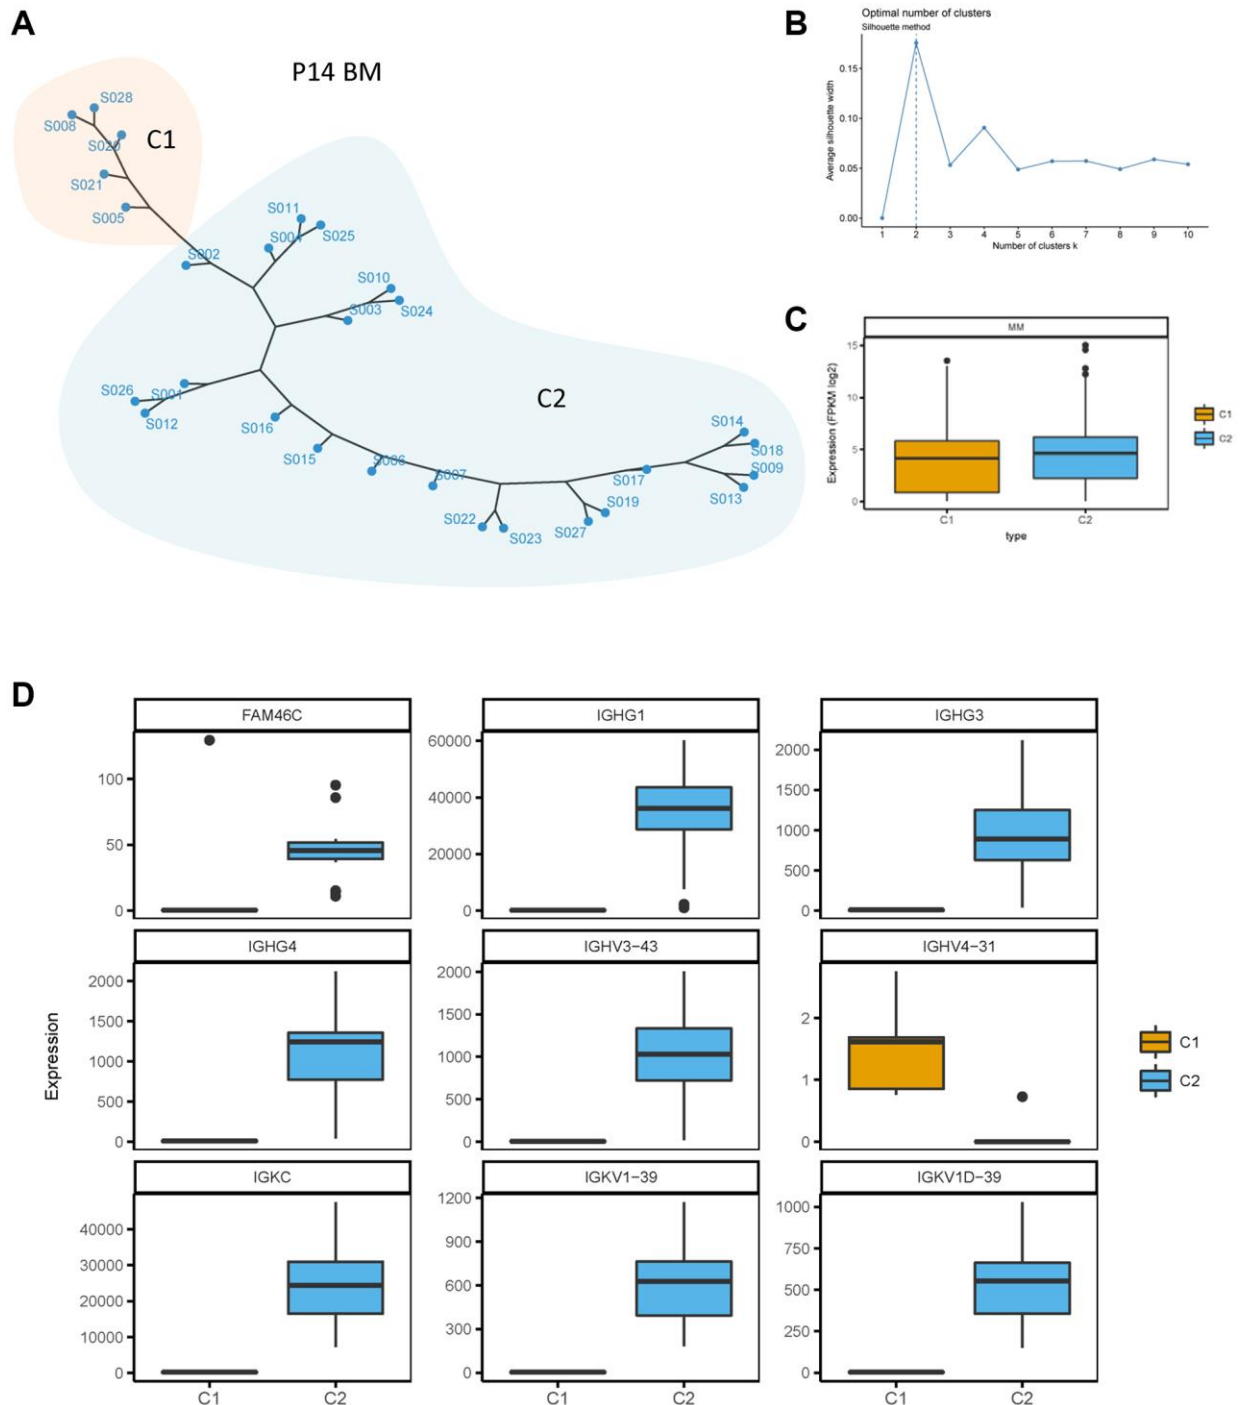 A
P14 BM
C1
S028
S008
S020
S021
S005
S002
S011
S004
S025
S010
S003
S024
C2
S026
S001
S012
S016
S015
S006
S007
S014
S018
S009
S017
S013
S019
S022
S023
S027
B
Optimal number of clusters
Silhouette method
Average silhouette width
0.15
0.10
0.05
0.00
1 2 3 4 5 6 7 8 9 10
Number of clusters k
C
MM
Expression (FPKM log2)
15
10
5
0
C1 C2
type
C1
C2
D
Expression
FAM46C
100
50
0
IGHG1
60000
40000
20000
0
IGHG3
2000
1500
1000
500
0
IGHG4
2000
1500
1000
500
0
IGHV3−43
2000
1500
1000
500
0
IGHV4−31
2
1
0
IGKC
40000
30000
20000
10000
0
IGKV1−39
1200
900
600
300
0
IGKV1D−39
1000
750
500
250
0
C1 C2
C1 C2
C1 C2
C1
C2